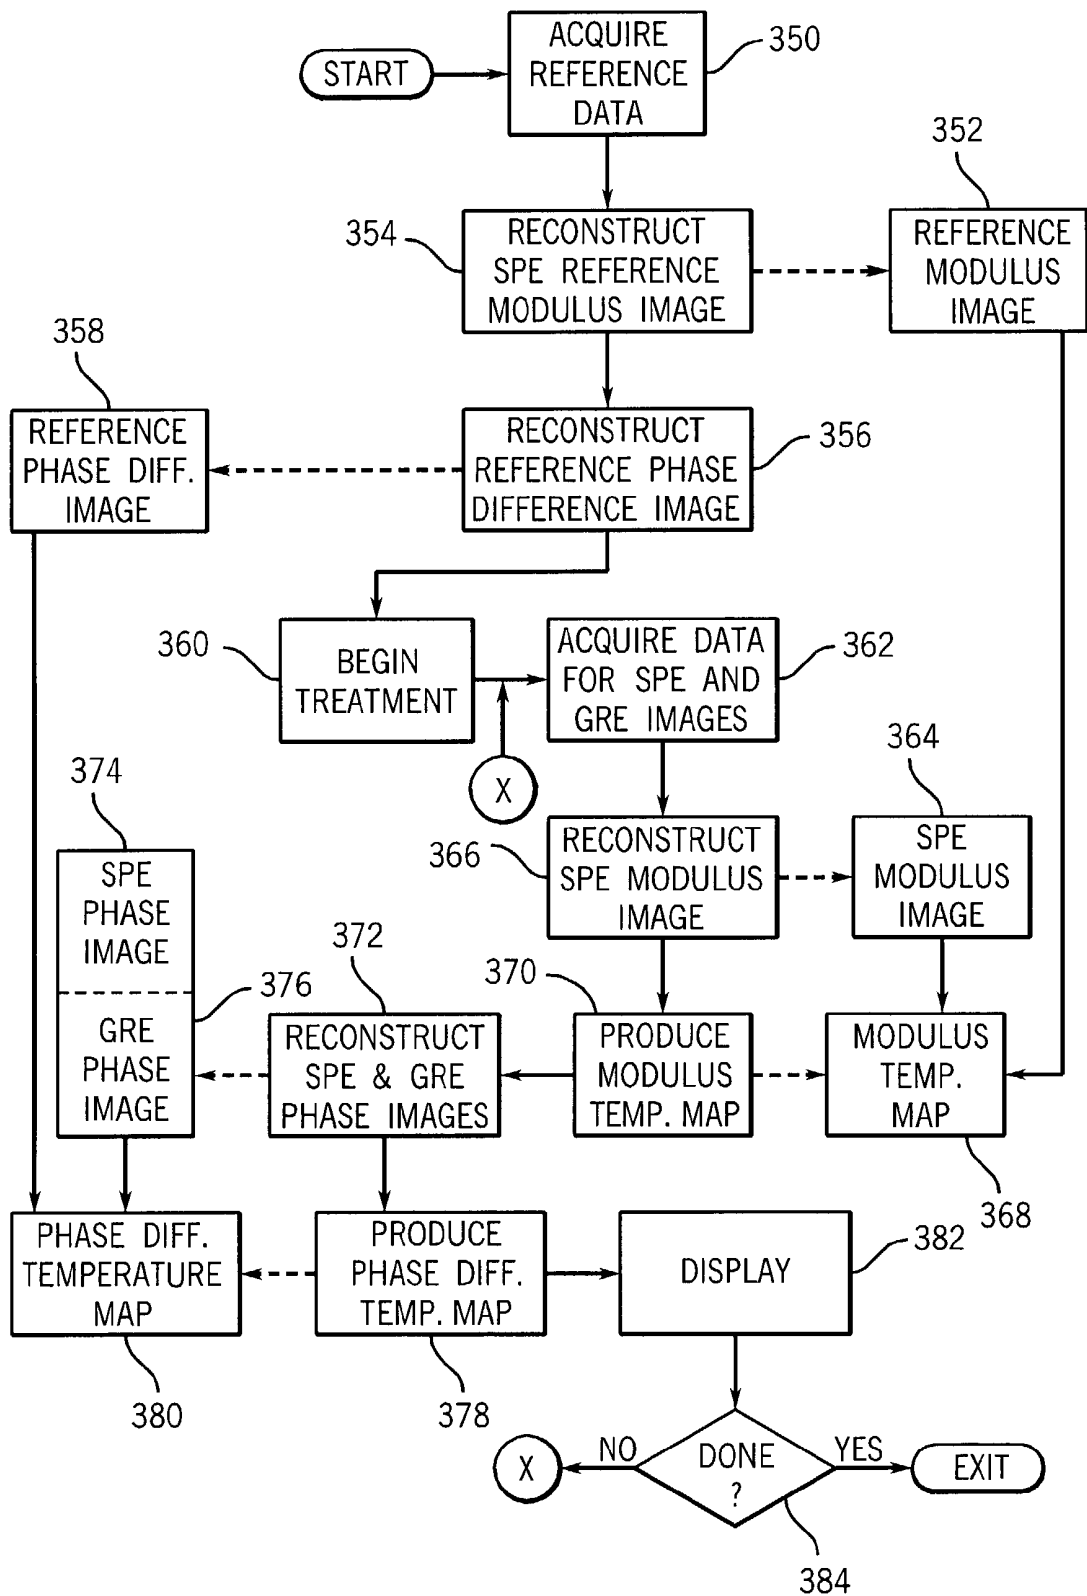 START
ACQUIRE
REFERENCE
DATA
350
352
354
RECONSTRUCT
SPE REFERENCE
MODULUS IMAGE
REFERENCE
MODULUS
IMAGE
358
REFERENCE
PHASE DIFF.
IMAGE
RECONSTRUCT
REFERENCE PHASE
DIFFERENCE IMAGE
356
360
BEGIN
TREATMENT
ACQUIRE DATA
FOR SPE AND
GRE IMAGES
362
X
374
364
366
RECONSTRUCT
SPE MODULUS
IMAGE
SPE
MODULUS
IMAGE
SPE
PHASE
IMAGE
376
GRE
PHASE
IMAGE
372
RECONSTRUCT
SPE & GRE
PHASE IMAGES
370
PRODUCE
MODULUS
TEMP. MAP
MODULUS
TEMP.
MAP
368
PHASE DIFF.
TEMPERATURE
MAP
380
PRODUCE
PHASE DIFF.
TEMP. MAP
378
DISPLAY
382
X
NO
DONE
?
YES
EXIT
384